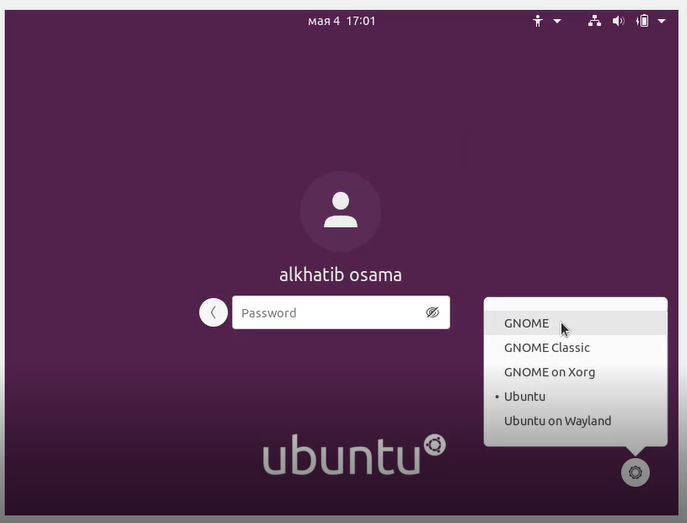 мая 4 17:01
alkhatib osama
Password
GNOME
GNOME Classic
GNOME on Xorg
Ubuntu
Ubuntu on Wayland
ubuntu